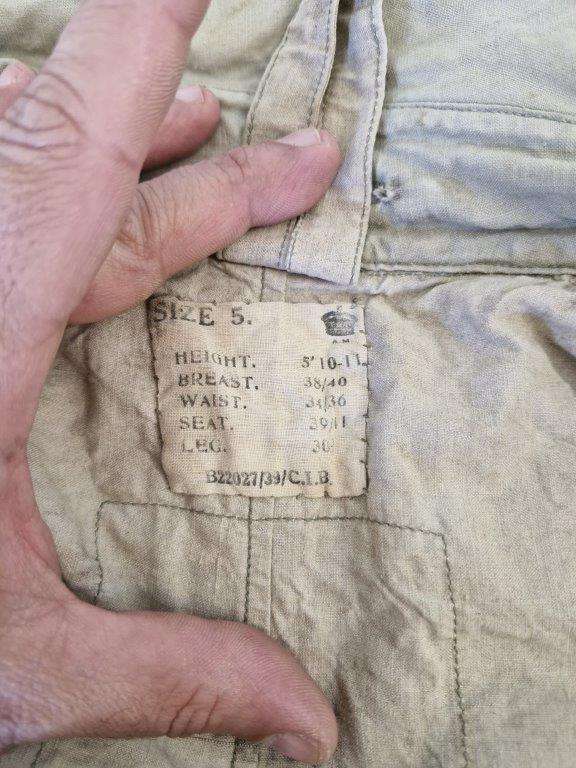 SIZE 5.
A.M
HEIGHT. 5'10-11
BREAST. 38/40
WAIST. 34/36
SEAT. 39/41
LEG. 30
B22027/39/C.I.B